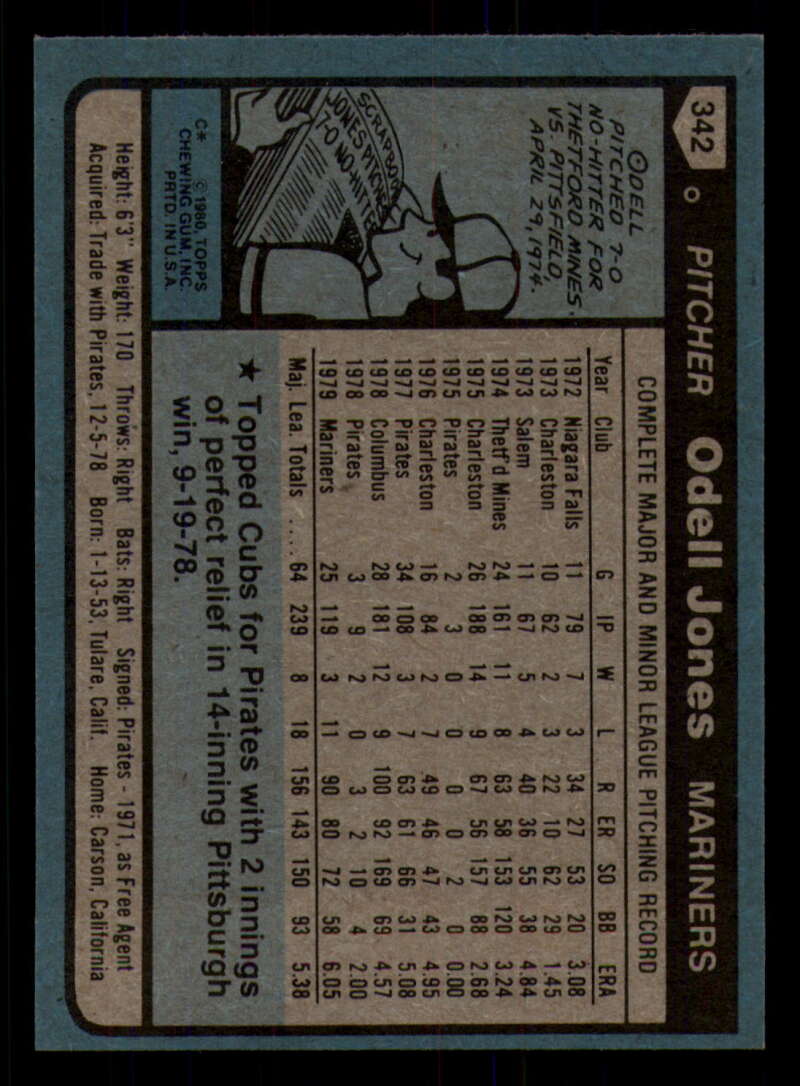 342
PITCHER Odell Jones MARINERS
ODELL
PITCHED 7-0
NO-HITTER FOR
THETFORD MINES.
VS. PITTSFIELD,
APRIL 29, 1974.
SCRAPBOOK
JONES PITCHES
7-0 NO-HITTER
C* © 1980, TOPPS
CHEWING GUM, INC.
PRTD. IN U.S.A.
COMPLETE MAJOR AND MINOR LEAGUE PITCHING RECORD
Year Club G IP W L R ER SO BB ERA
1972 Niagara Falls 11 79 7 3 34 27 53 20 3.08
1973 Charleston 10 62 2 3 22 10 62 29 1.45
1973 Salem 11 67 5 4 40 36 55 38 4.84
1974 Thetf'd Mines 24 161 11 8 63 58 153 120 3.24
1975 Charleston 26 188 14 9 67 56 157 88 2.68
1975 Pirates 2 3 0 0 0 0 2 0 0.00
1976 Charleston 16 84 2 7 49 46 47 43 4.95
1977 Pirates 34 108 3 7 63 61 66 31 5.08
1978 Columbus 28 181 12 9 100 92 169 69 4.57
1978 Pirates 3 9 2 0 3 2 10 4 2.00
1979 Mariners 25 119 3 11 90 80 72 58 6.05
Maj. Lea. Totals .... 64 239 8 18 156 143 150 93 5.38
★ Topped Cubs for Pirates with 2 innings
of perfect relief in 14-inning Pittsburgh
win, 9-19-78.
Height: 6'3" Weight: 170 Throws: Right Bats: Right Signed: Pirates - 1971, as Free Agent
Acquired: Trade with Pirates, 12-5-78 Born: 1-13-53, Tulare, Calif. Home: Carson, California